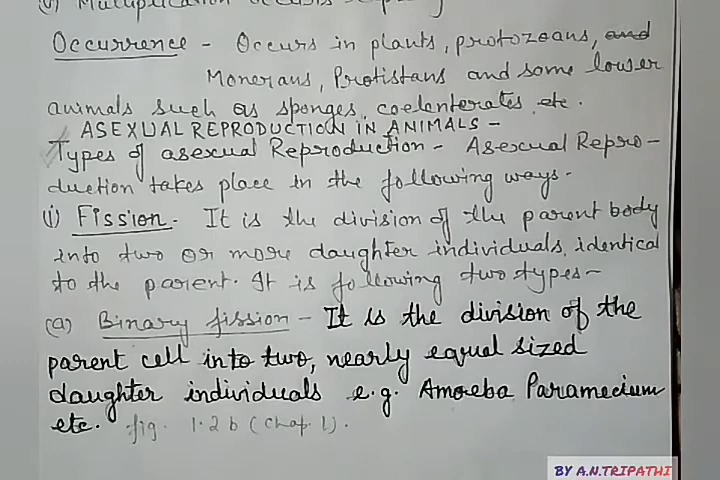 (v) Multiplication occurs
Occurrence - Occurs in plants, protozoans, and
Monerans, Protistans and some lower
animals such as sponges, coelenterates etc.
ASEXUAL REPRODUCTION IN ANIMALS -
Types of asexual Reproduction - Asexual Repro-
duction takes place in the following ways.
(i) Fission. It is the division of the parent body
into two or more daughter individuals identical
to the parent. It is following two types-
(a) Binary fission - It is the division of the
parent cell into two, nearly equal sized
daughter individuals e.g. Amoeba Paramecium
etc. fig. 1.2 b (Chap. 1).
BY A.N.TRIPATHI